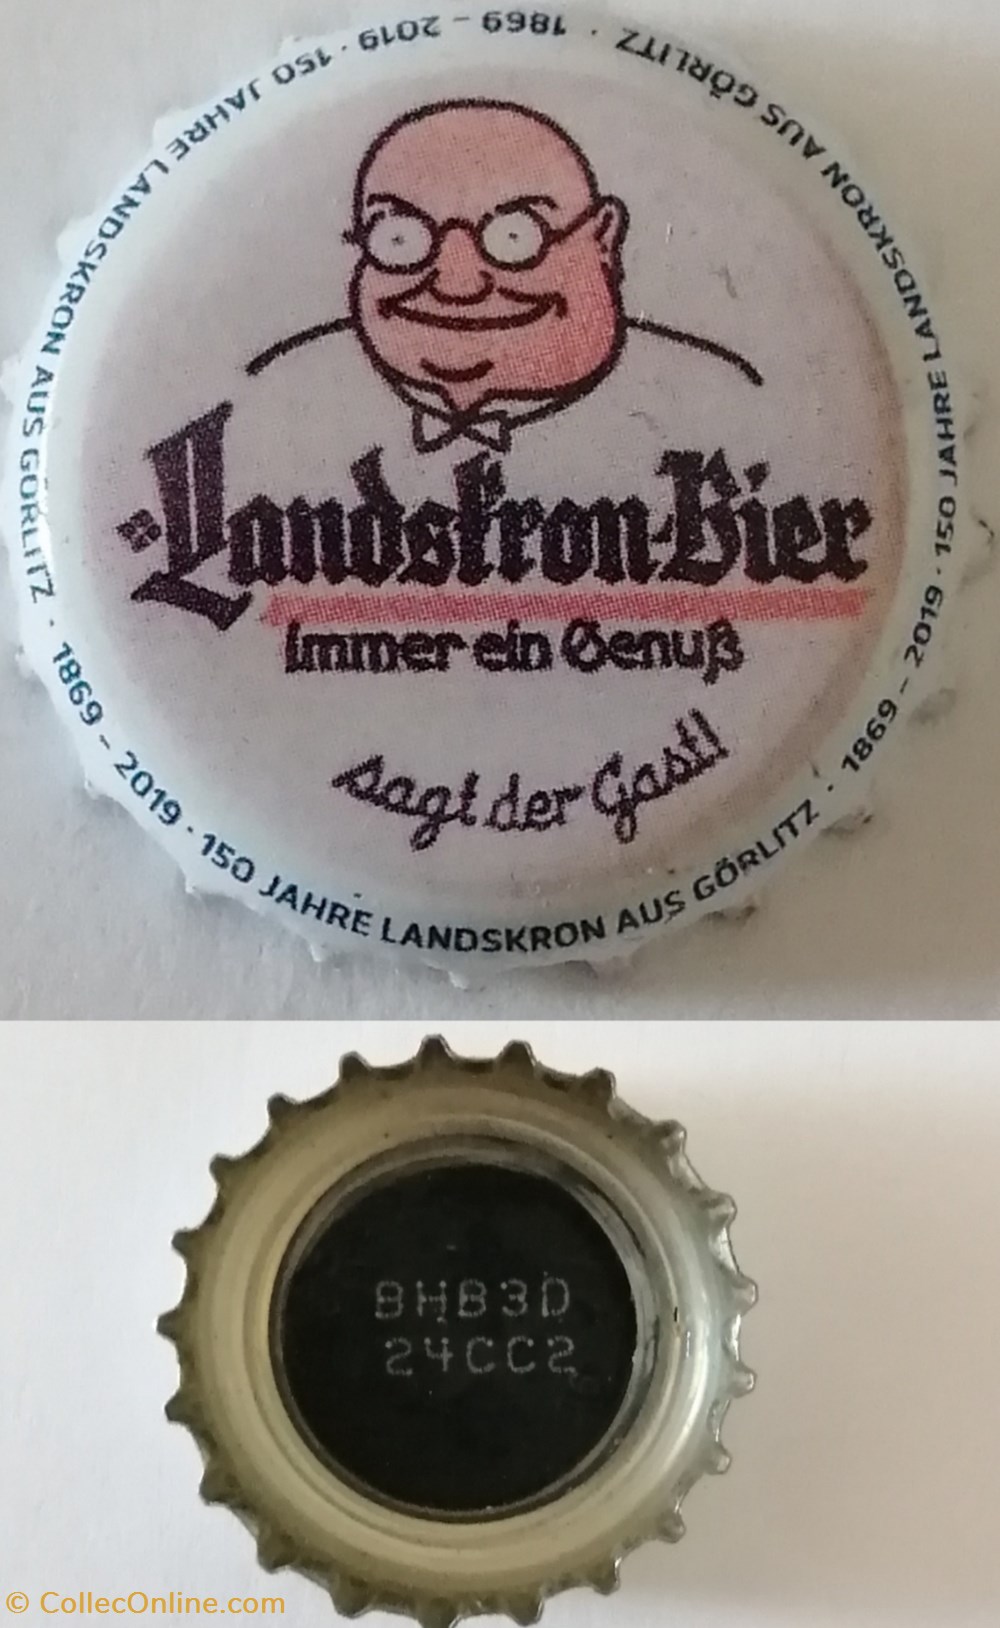 1869 – 2019 · 150 JAHRE LANDSKRON AUS GÖRLITZ · 1869 – 2019 · 150 JAHRE LANDSKRON AUS GÖRLITZ · 1869 – 2019 · 150 JAHRE LANDSKRON AUS GÖRLITZ ·
Landskron-Bier
immer ein Genuß
sagt der Gast!
8HB3D
24CC2
© CollecOnline.com